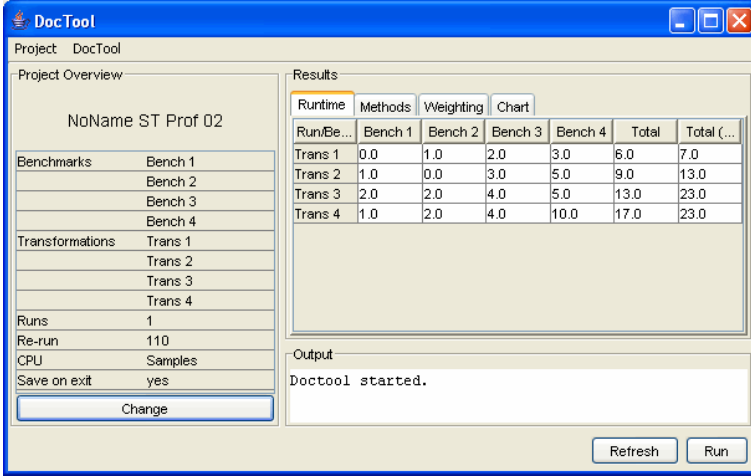 DocTool
Project DocTool
Project Overview
NoName ST Prof 02
Benchmarks Bench 1
Bench 2
Bench 3
Bench 4
Transformations Trans 1
Trans 2
Trans 3
Trans 4
Runs 1
Re-run 110
CPU Samples
Save on exit yes
Change
Results
Runtime Methods Weighting Chart
Run/Be... Bench 1 Bench 2 Bench 3 Bench 4 Total Total (...
Trans 1 0.0 1.0 2.0 3.0 6.0 7.0
Trans 2 1.0 0.0 3.0 5.0 9.0 13.0
Trans 3 2.0 2.0 4.0 5.0 13.0 23.0
Trans 4 1.0 2.0 4.0 10.0 17.0 23.0
Output
Doctool started.
Refresh Run